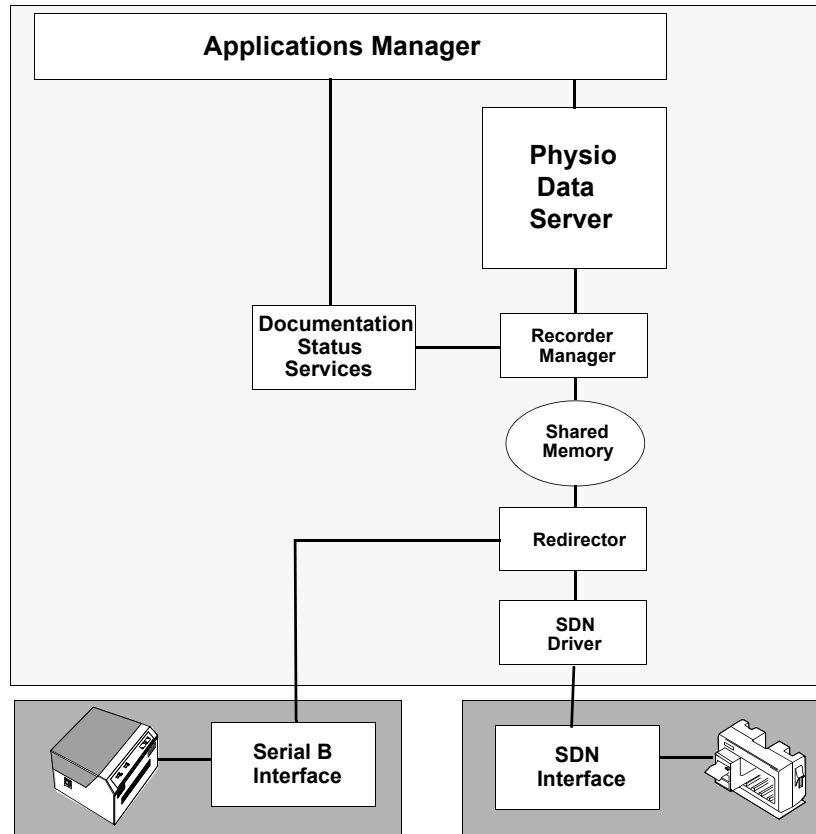 Applications Manager
Physio
Data
Server
Documentation
Status
Services
Recorder
Manager
Shared
Memory
Redirector
SDN
Driver
Serial B
Interface
SDN
Interface